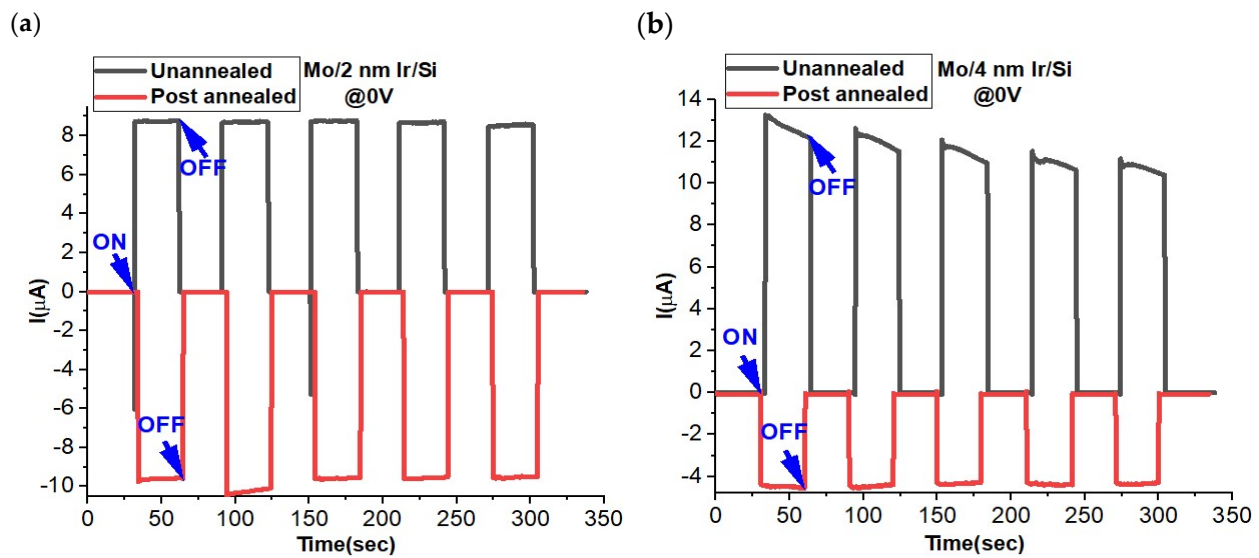 (a)
Unannealed
Post annealed
Mo/2 nm Ir/Si
@0V
8
6
4
2
0
-2
-4
-6
-8
-10
I(μA)
ON
OFF
OFF
0 50 100 150 200 250 300 350
Time(sec)
(b)
Unannealed
Post annealed
Mo/4 nm Ir/Si
@0V
14
12
10
8
6
4
2
0
-2
-4
I(μA)
ON
OFF
OFF
0 50 100 150 200 250 300 350
Time(sec)